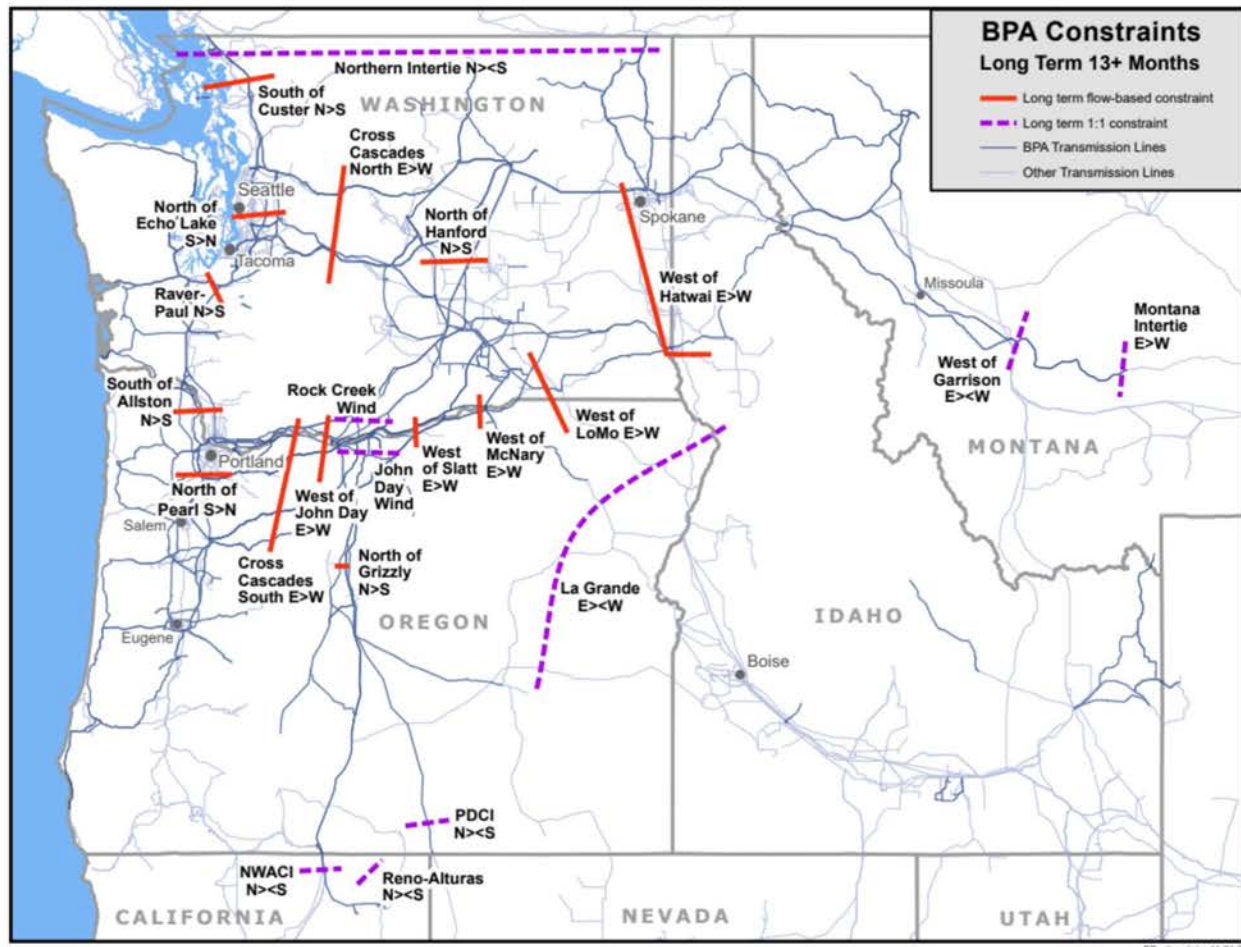 BPA Constraints
Long Term 13+ Months
Long term flow-based constraint
Long term 1:1 constraint
BPA Transmission Lines
Other Transmission Lines
Northern Intertie N><S
South of
Custer N>S
WASHINGTON
Cross
Cascades
North E>W
Seattle
North of
Echo Lake
S>N
Tacoma
North of
Hanford
N>S
Spokane
Raver-
Paul N>S
West of
Hatwai E>W
Missoula
Montana
Intertie
E>W
West of
Garrison
E><W
MONTANA
South of
Allston
N>S
Rock Creek
Wind
West of
LoMo E>W
West of
McNary
E>W
West
of Slatt
E>W
John
Day
Wind
Portland
North of
Pearl S>N
Salem
West of
John Day
E>W
Cross
Cascades
South E>W
North of
Grizzly
N>S
La Grande
E><W
OREGON
IDAHO
Eugene
Boise
PDCI
N><S
NWACI
N><S
Reno-Alturas
N><S
CALIFORNIA
NEVADA
UTAH